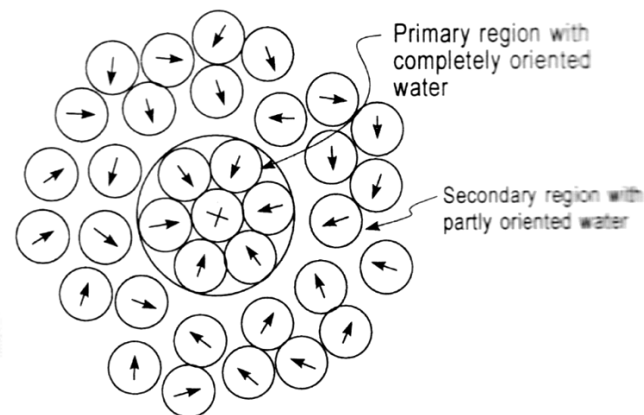 Primary region with
completely oriented
water
Secondary region with
partly oriented water